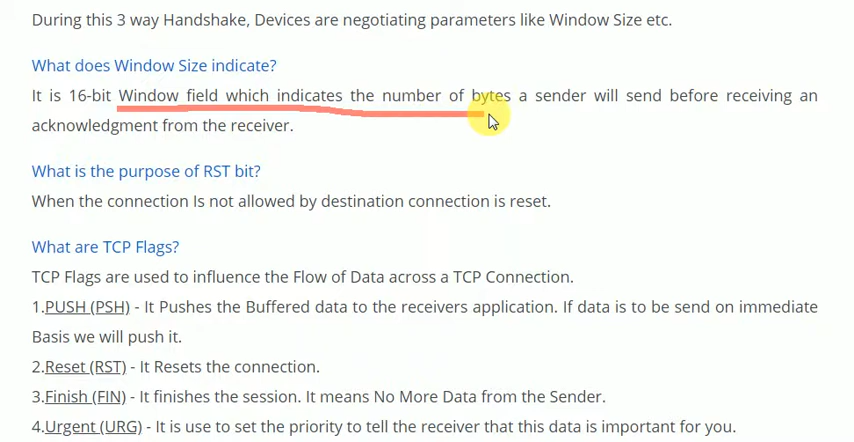 During this 3 way Handshake, Devices are negotiating parameters like Window Size etc.
What does Window Size indicate?
It is 16-bit Window field which indicates the number of bytes a sender will send before receiving an
acknowledgment from the receiver.
What is the purpose of RST bit?
When the connection Is not allowed by destination connection is reset.
What are TCP Flags?
TCP Flags are used to influence the Flow of Data across a TCP Connection.
1.PUSH (PSH) - It Pushes the Buffered data to the receivers application. If data is to be send on immediate
Basis we will push it.
2.Reset (RST) - It Resets the connection.
3.Finish (FIN) - It finishes the session. It means No More Data from the Sender.
4.Urgent (URG) - It is use to set the priority to tell the receiver that this data is important for you.